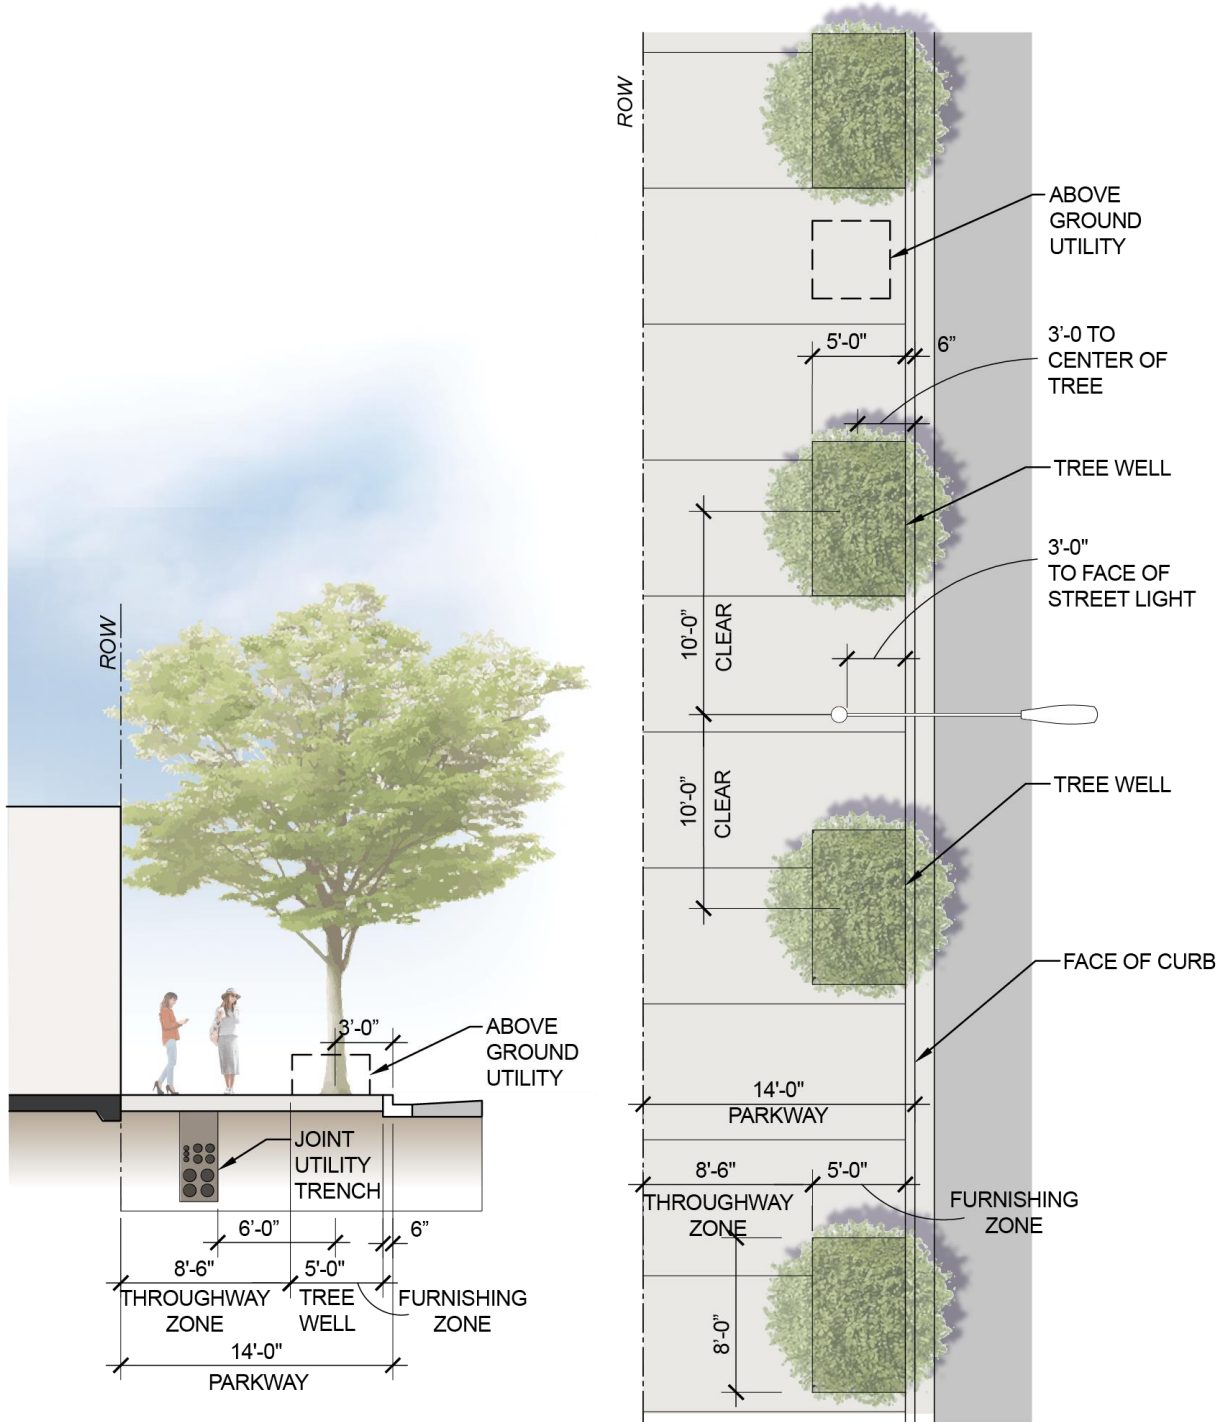 ROW
ABOVE
GROUND
UTILITY
5'-0"
6”
3'-0 TO
CENTER OF
TREE
TREE WELL
3'-0"
TO FACE OF
STREET LIGHT
10’-0”
CLEAR
10’-0”
CLEAR
TREE WELL
FACE OF CURB
14'-0"
PARKWAY
8'-6"
THROUGHWAY
ZONE
5'-0"
FURNISHING
ZONE
8’-0”
ROW
3’-0”
ABOVE
GROUND
UTILITY
JOINT
UTILITY
TRENCH
6’-0”
6”
8'-6"
THROUGHWAY
ZONE
5'-0"
TREE
WELL
FURNISHING
ZONE
14'-0"
PARKWAY